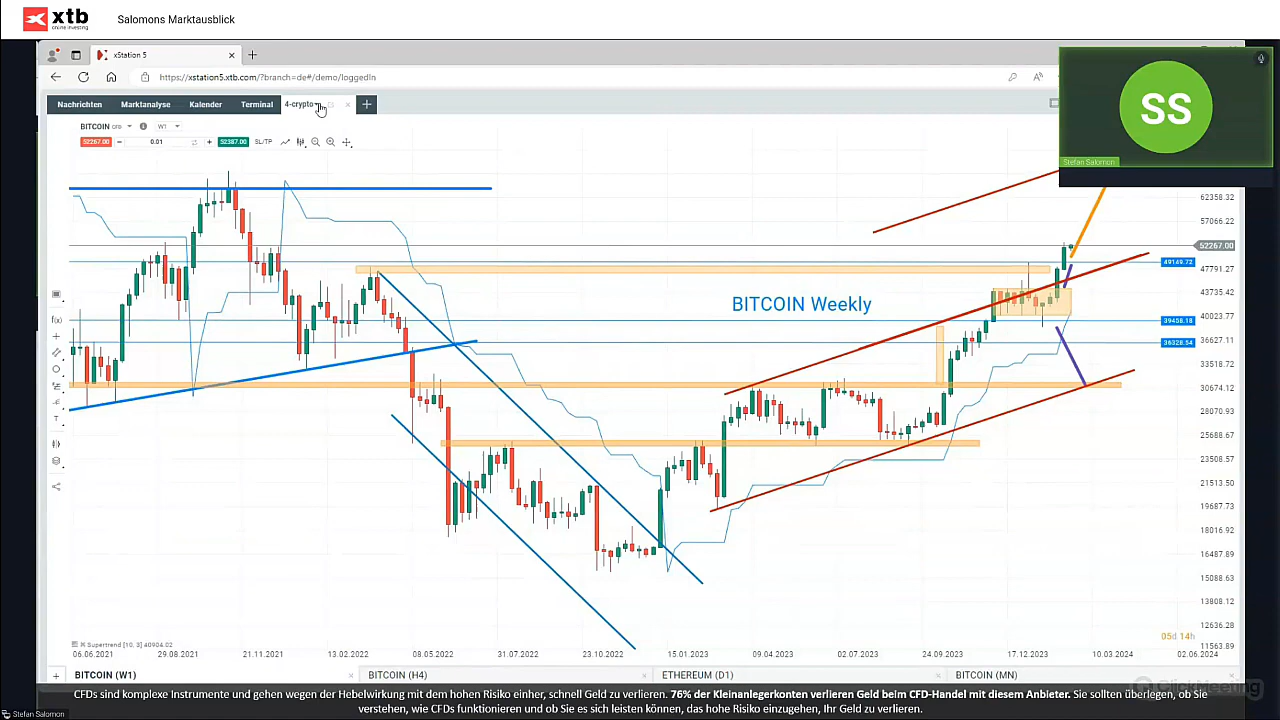 xtb
online investing
Salomons Marktausblick
xStation 5
https://xstation5.xtb.com/?branch=de#/demo/loggedIn
Nachrichten Marktanalyse Kalender Terminal 4-crypto
BITCOIN CFD W1
52267.00 0.01 52387.00 SL/TP
SS
Stefan Salomon
62358.32
57066.22
52267.00
49149.72
47791.27
43735.42
BITCOIN Weekly
40023.77
39458.18
36627.11
36328.54
33518.72
30674.12
28070.93
25688.67
23508.57
21513.50
19687.73
18016.92
16487.89
15088.63
13808.12
12636.28
11563.89
05d 14h
Supertrend [10, 3] 40904.02
06.06.2021 29.08.2021 21.11.2021 13.02.2022 08.05.2022 31.07.2022 23.10.2022 15.01.2023 09.04.2023 02.07.2023 24.09.2023 17.12.2023 10.03.2024 02.06.2024
BITCOIN (W1) BITCOIN (H4) ETHEREUM (D1) BITCOIN (MN)
ClickMeeting
CFDs sind komplexe Instrumente und gehen wegen der Hebelwirkung mit dem hohen Risiko einher, schnell Geld zu verlieren. 76% der Kleinanlegerkonten verlieren Geld beim CFD-Handel mit diesem Anbieter. Sie sollten überlegen, ob Sie
verstehen, wie CFDs funktionieren und ob Sie es sich leisten können, das hohe Risiko einzugehen, Ihr Geld zu verlieren.
Stefan Salomon